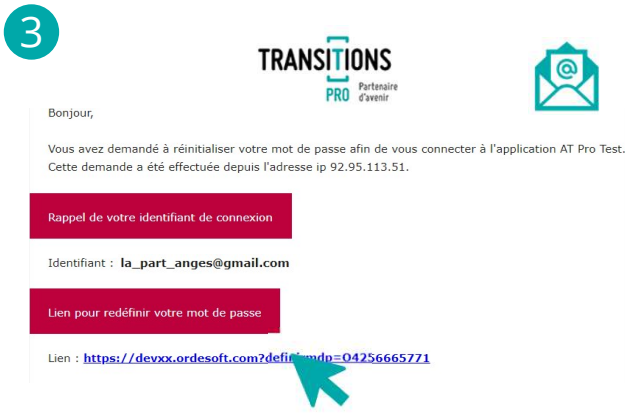 3
TRANSITIONS
PRO Partenaire
d'avenir
@
Bonjour,
Vous avez demandé à réinitialiser votre mot de passe afin de vous connecter à l'application AT Pro Test.
Cette demande a été effectuée depuis l'adresse ip 92.95.113.51.
Rappel de votre identifiant de connexion
Identifiant : la_part_anges@gmail.com
Lien pour redéfinir votre mot de passe
Lien : https://devxx.ordesoft.com?definirmdp=O4256665771